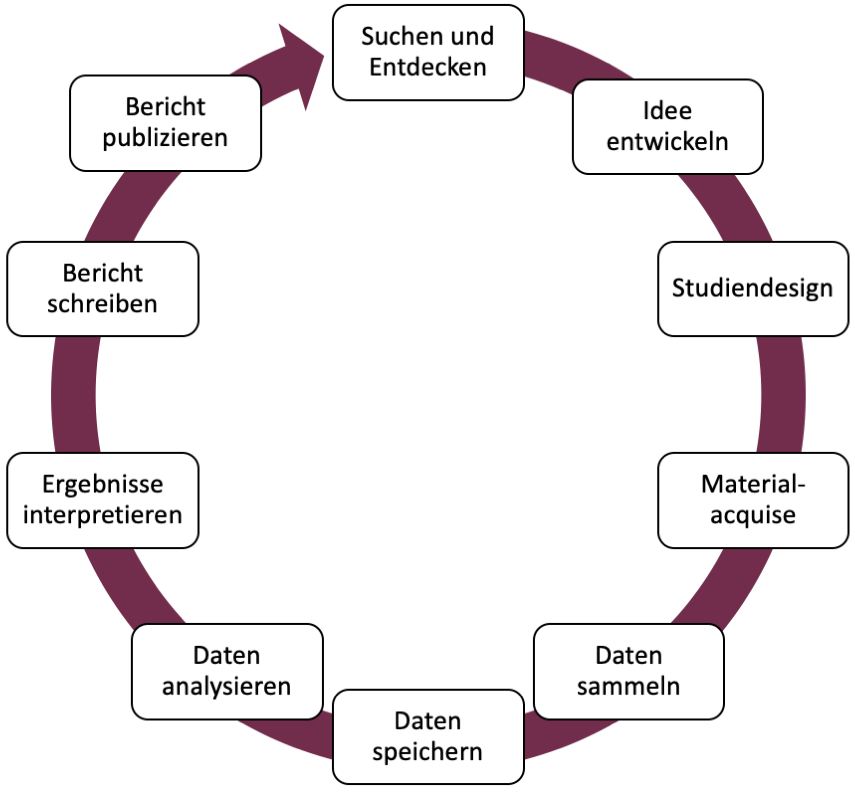 Suchen und
Entdecken
Idee
entwickeln
Studiendesign
Material-
acquise
Daten
sammeln
Daten
speichern
Daten
analysieren
Ergebnisse
interpretieren
Bericht
schreiben
Bericht
publizieren